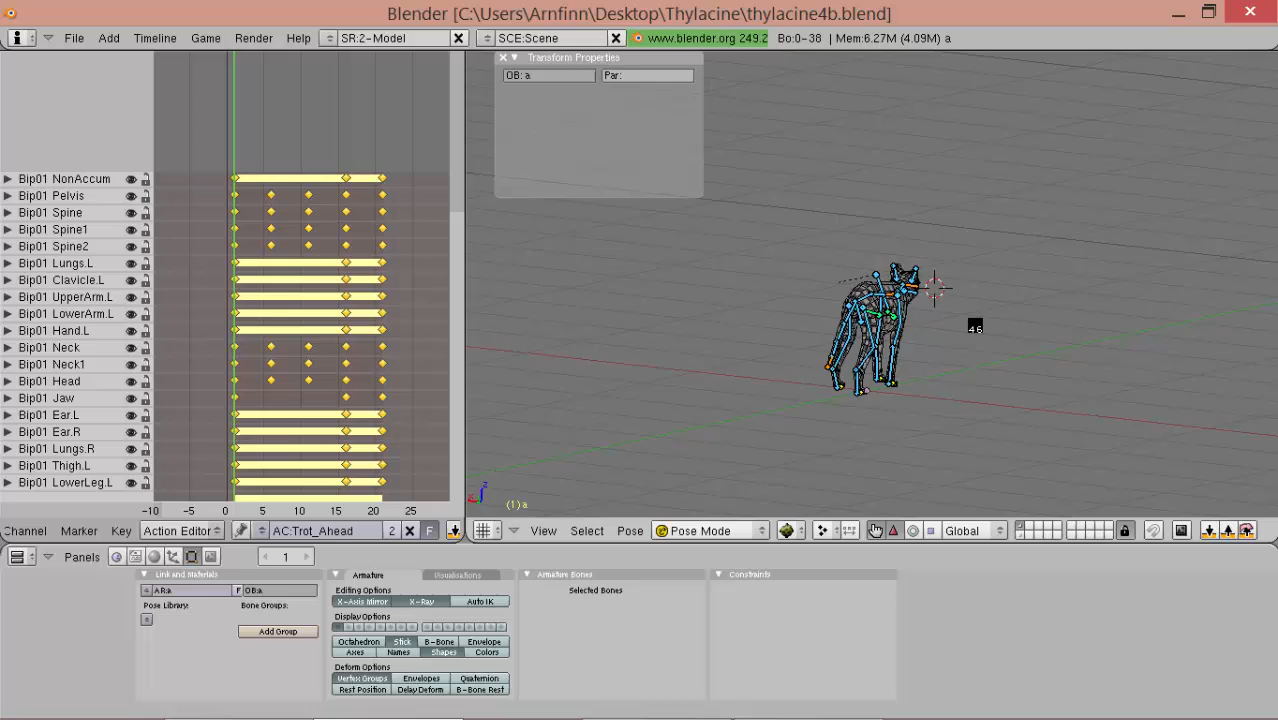 Blender [C:\Users\Arnfinn\Desktop\Thylacine\thylacine4b.blend]
File Add Timeline Game Render Help SR:2-Model SCE:Scene www.blender.org 249.2 Bo:0-38 | Mem:6.27M (4.09M) a
Transform Properties
OB: a Par:
Bip01 NonAccum
Bip01 Pelvis
Bip01 Spine
Bip01 Spine1
Bip01 Spine2
Bip01 Lungs.L
Bip01 Clavicle.L
Bip01 UpperArm.L
Bip01 LowerArm.L
Bip01 Hand.L
Bip01 Neck
Bip01 Neck1
Bip01 Head
Bip01 Jaw
Bip01 Ear.L
Bip01 Ear.R
Bip01 Lungs.R
Bip01 Thigh.L
Bip01 LowerLeg.L
46
x z
(1) a
-10 -5 0 5 10 15 20 25
Channel Marker Key Action Editor AC:Trot_Ahead 2 F
View Select Pose Pose Mode Global
Panels 1
Link and Materials Armature Visualisations Armature Bones Constraints
AR:a F OB:a
Pose Library: Bone Groups:
Add Group
Editing Options
X-Axis Mirror X-Ray Auto IK
Display Options
Octahedron Stick B-Bone Envelope
Axes Names Shapes Colors
Deform Options
Vertex Groups Envelopes Quaternion
Rest Position Delay Deform B-Bone Rest
Selected Bones